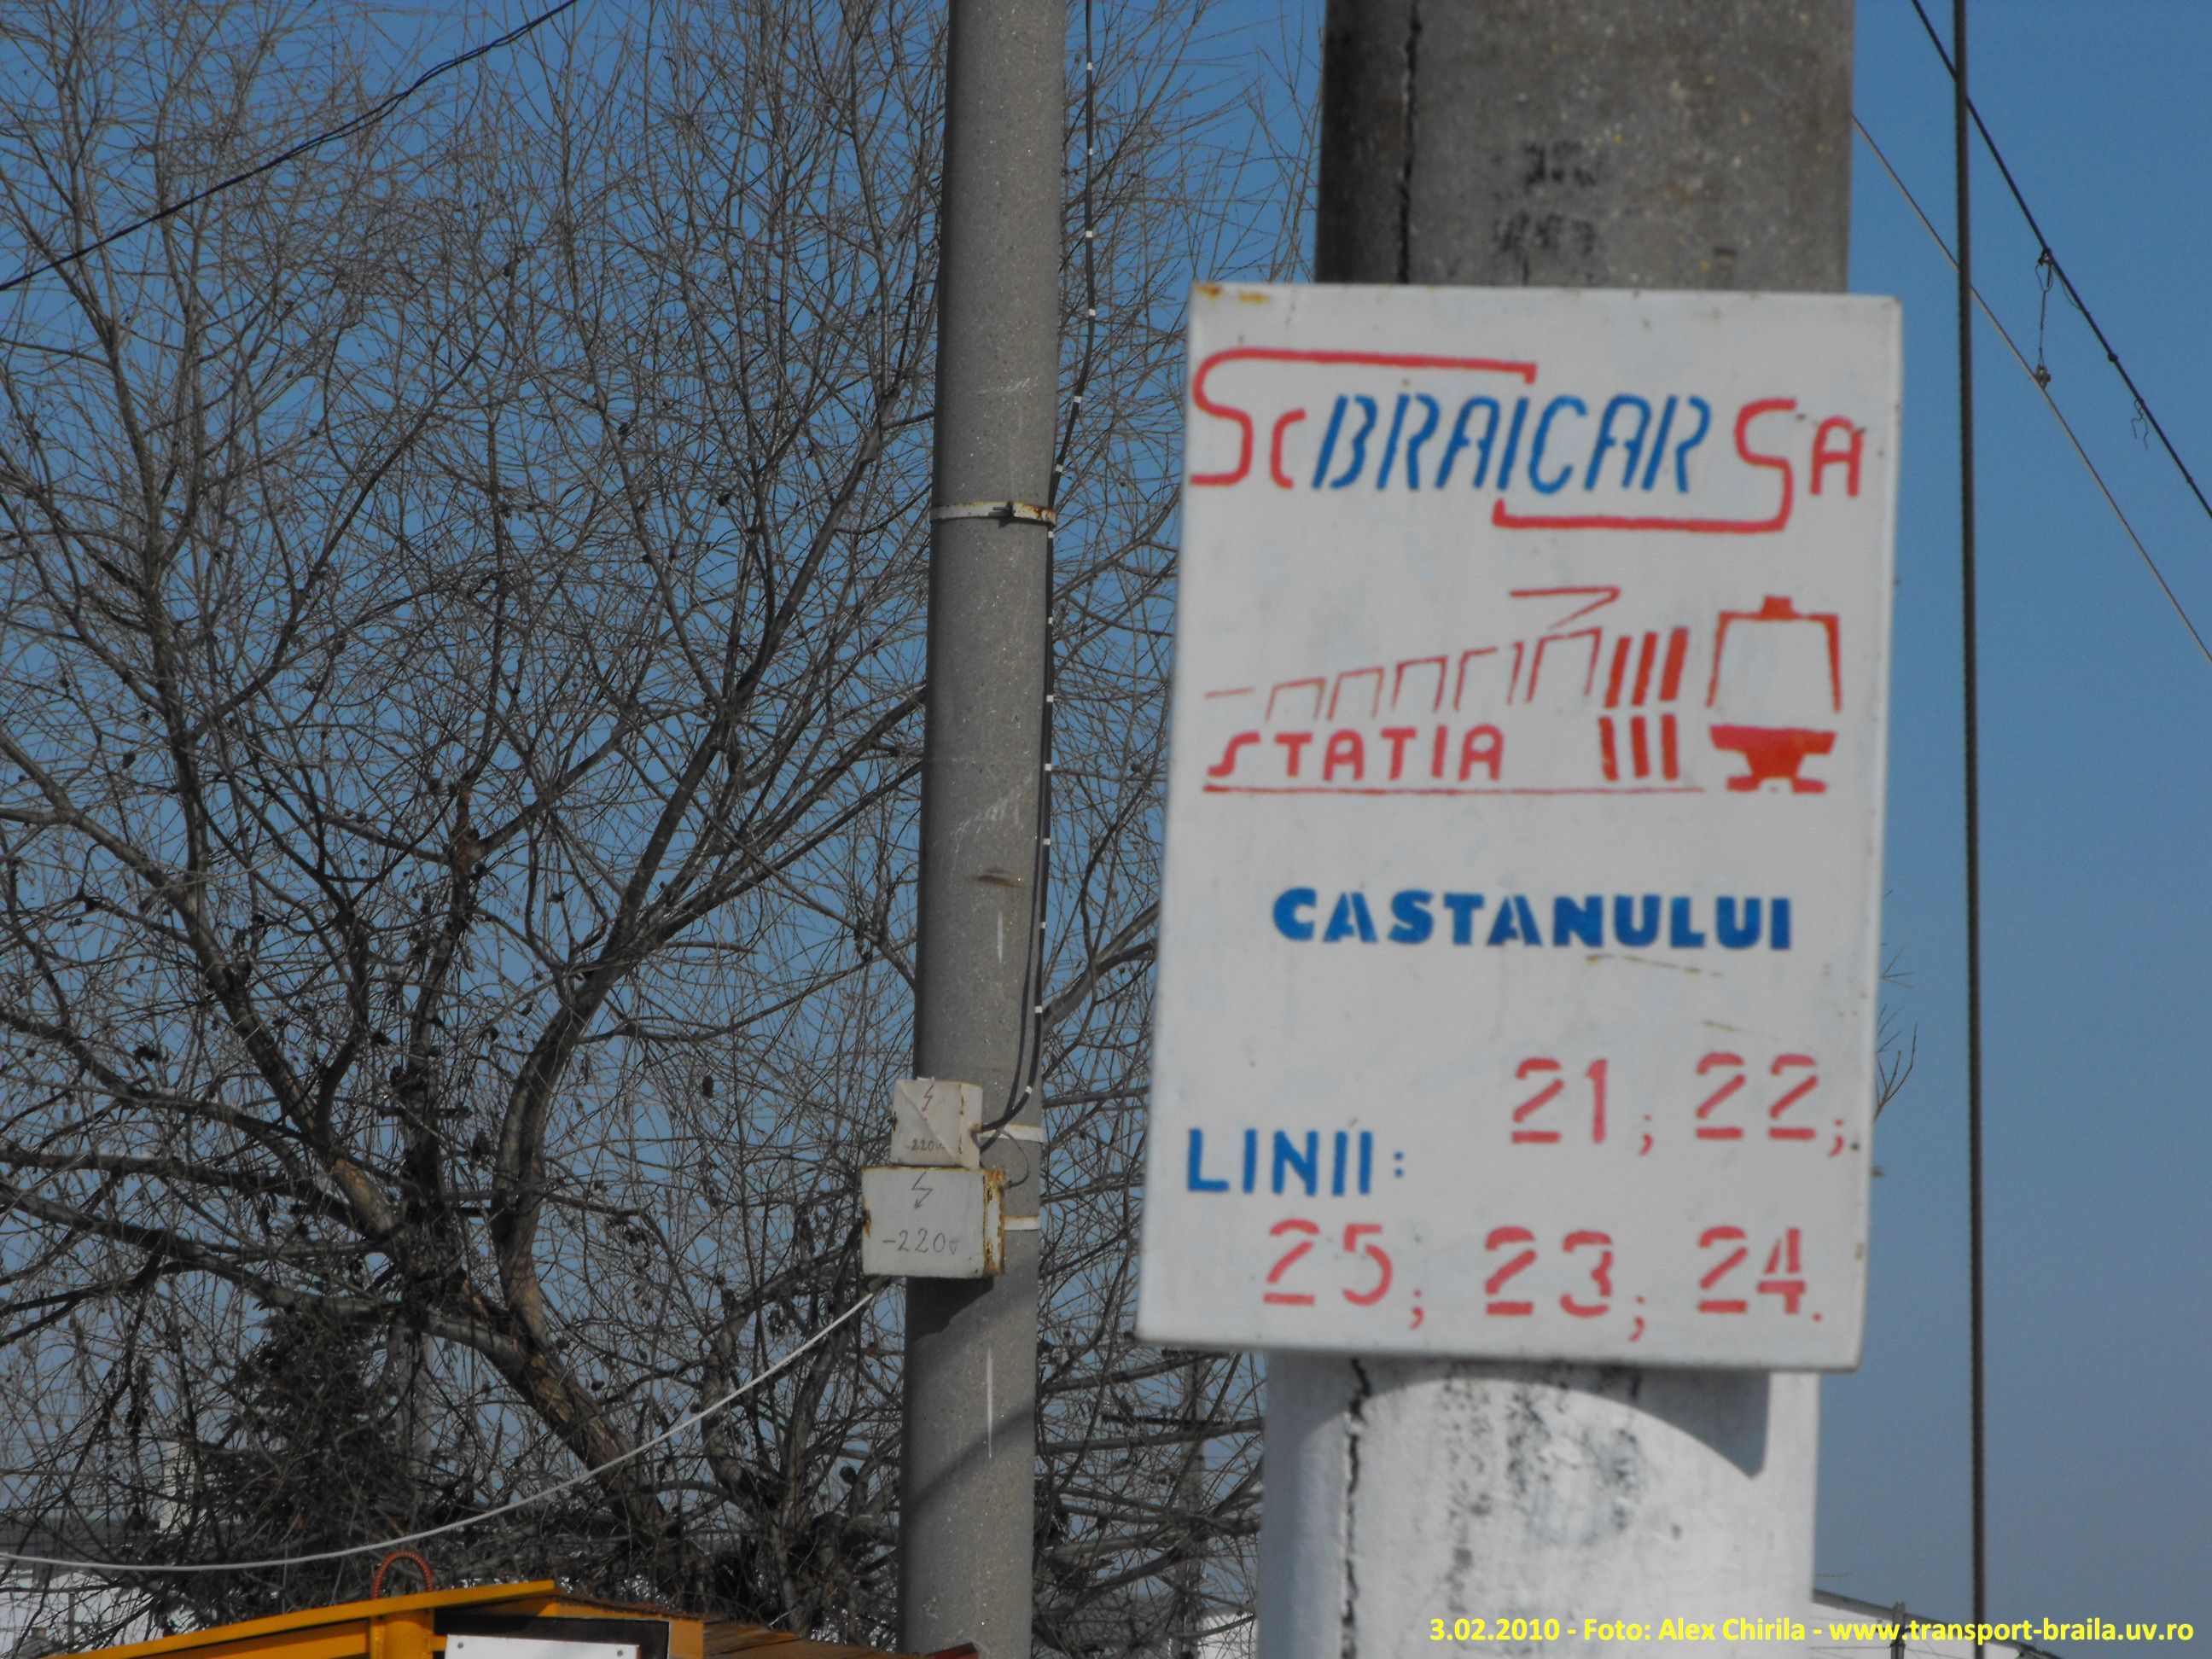 SC BRAICAR SA
STATIA
CASTANULUI
21; 22;
LINII:
25; 23; 24.
-220v
3.02.2010 - Foto: Alex Chirila - www.transport-braila.uv.ro